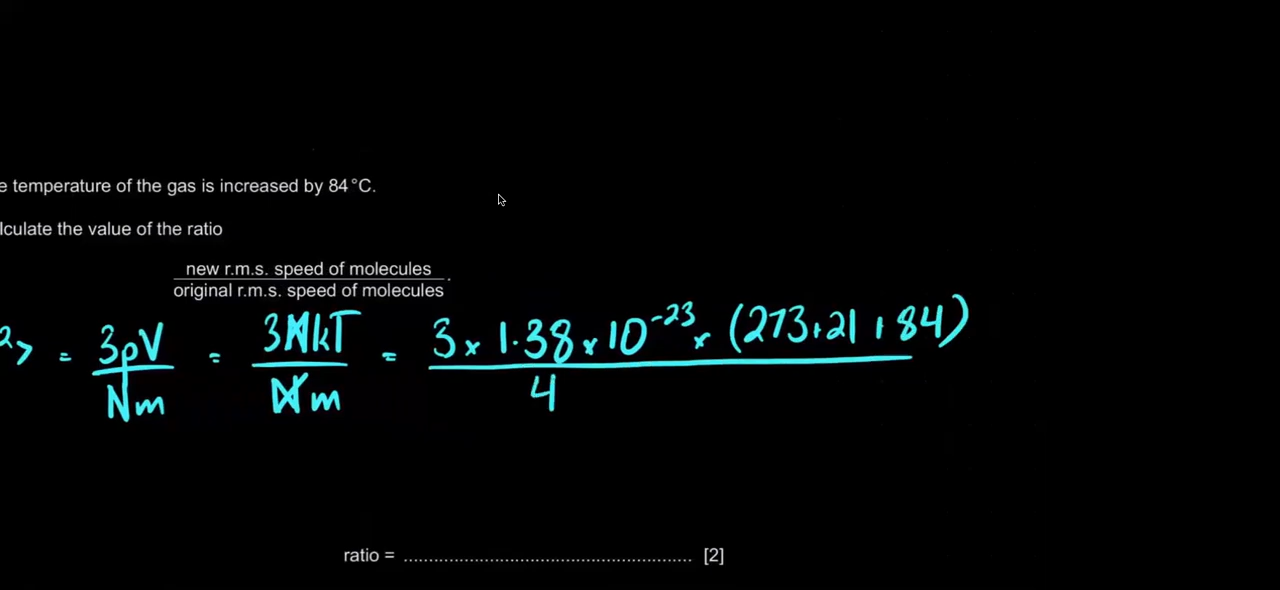 e temperature of the gas is increased by 84 °C.
lculate the value of the ratio
new r.m.s. speed of molecules
original r.m.s. speed of molecules.
2> = 3pV/Nm = 3NkT/Nm = 3 × 1.38 × 10^-23 × (273+21+84)/4
ratio = ........................................................ [2]